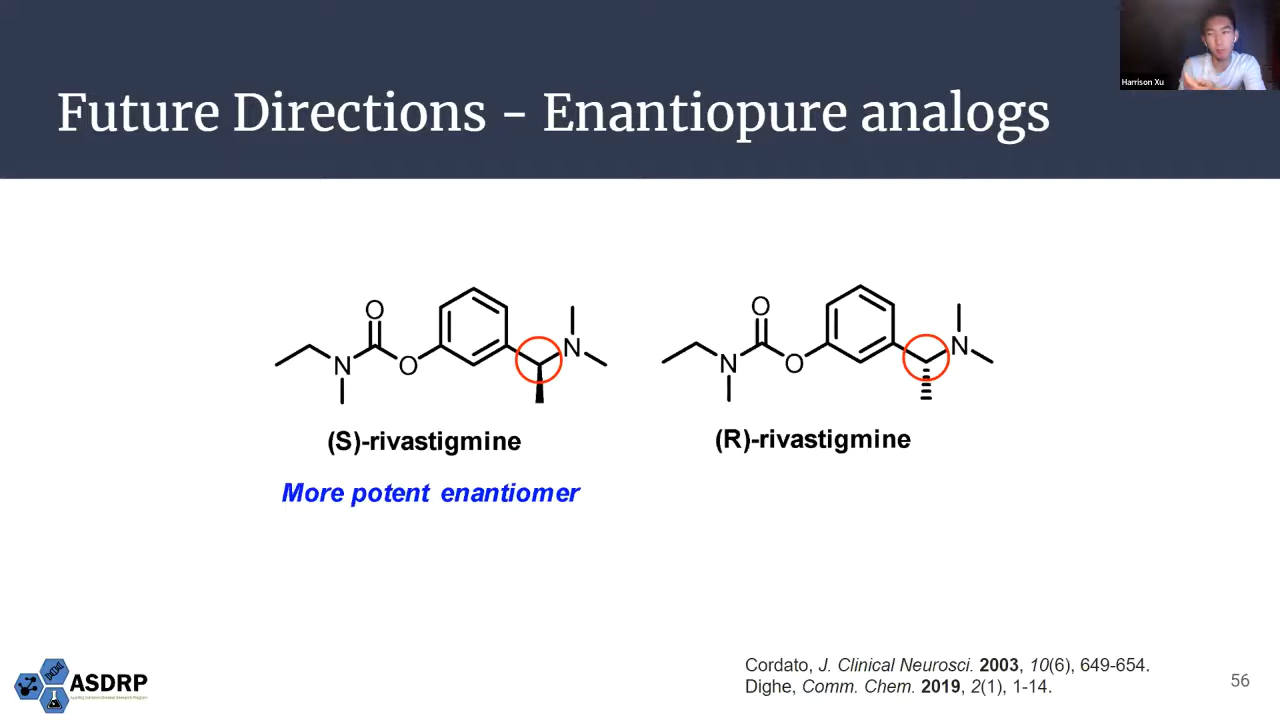 Harrison Xu
Future Directions - Enantiopure analogs
O
N
O
N
(S)-rivastigmine
More potent enantiomer
O
N
O
N
(R)-rivastigmine
ASDRP
Cordato, J. Clinical Neurosci. 2003, 10(6), 649-654.
Dighe, Comm. Chem. 2019, 2(1), 1-14.
56